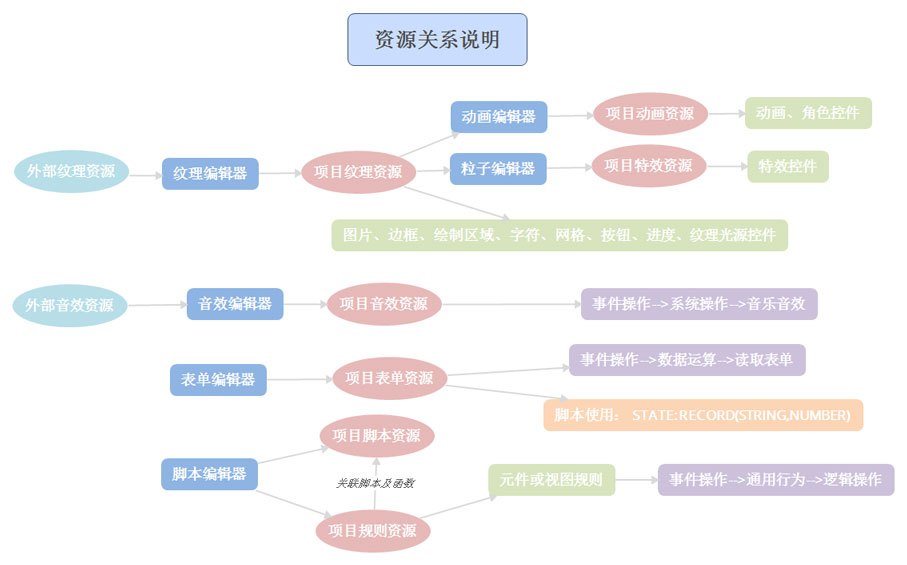 资源关系说明
动画编辑器
项目动画资源
动画、角色控件
外部纹理资源
纹理编辑器
项目纹理资源
粒子编辑器
项目特效资源
特效控件
图片、边框、绘制区域、字符、网格、按钮、进度、纹理光源控件
外部音效资源
音效编辑器
项目音效资源
事件操作-->系统操作-->音乐音效
表单编辑器
项目表单资源
事件操作-->数据运算-->读取表单
脚本使用： STATE:RECORD(STRING,NUMBER)
项目脚本资源
脚本编辑器
关联脚本及函数
元件或视图规则
事件操作-->通用行为-->逻辑操作
项目规则资源